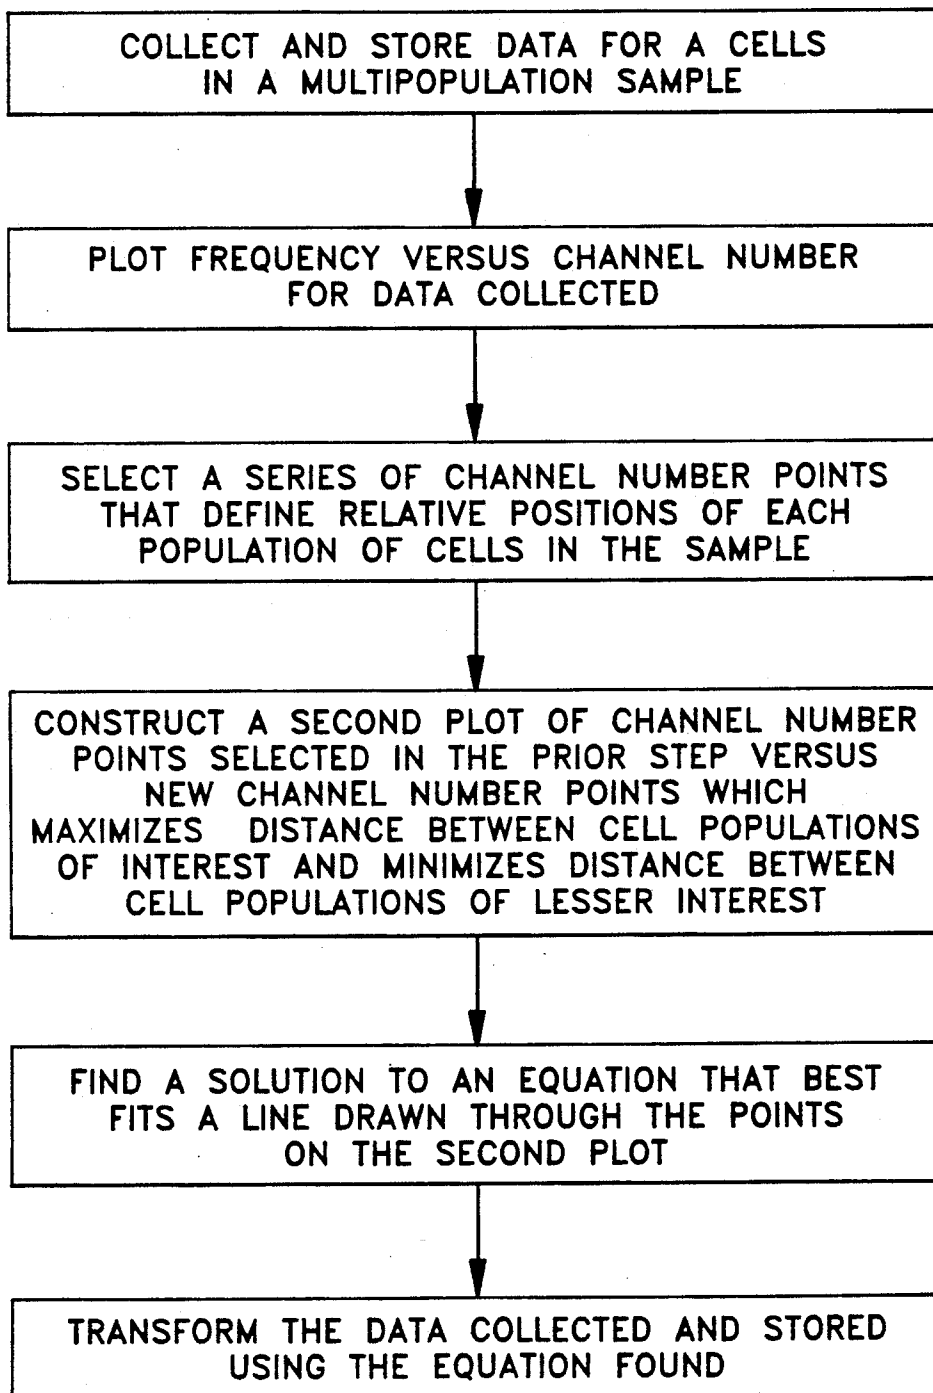 COLLECT AND STORE DATA FOR A CELLS
IN A MULTIPOPULATION SAMPLE
PLOT FREQUENCY VERSUS CHANNEL NUMBER
FOR DATA COLLECTED
SELECT A SERIES OF CHANNEL NUMBER POINTS
THAT DEFINE RELATIVE POSITIONS OF EACH
POPULATION OF CELLS IN THE SAMPLE
CONSTRUCT A SECOND PLOT OF CHANNEL NUMBER
POINTS SELECTED IN THE PRIOR STEP VERSUS
NEW CHANNEL NUMBER POINTS WHICH
MAXIMIZES DISTANCE BETWEEN CELL POPULATIONS
OF INTEREST AND MINIMIZES DISTANCE BETWEEN
CELL POPULATIONS OF LESSER INTEREST
FIND A SOLUTION TO AN EQUATION THAT BEST
FITS A LINE DRAWN THROUGH THE POINTS
ON THE SECOND PLOT
TRANSFORM THE DATA COLLECTED AND STORED
USING THE EQUATION FOUND